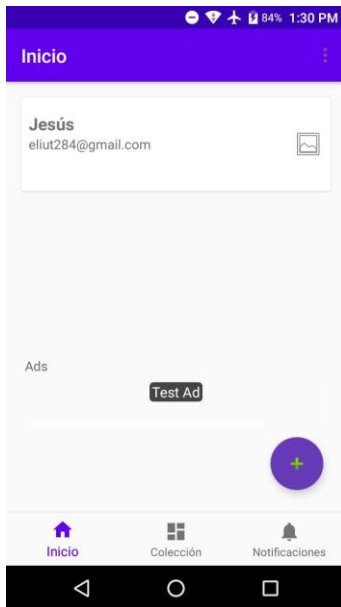 84% 1:30 PM
Inicio
Jesús
eliut284@gmail.com
Ads
Test Ad
+
Inicio
Colección
Notificaciones